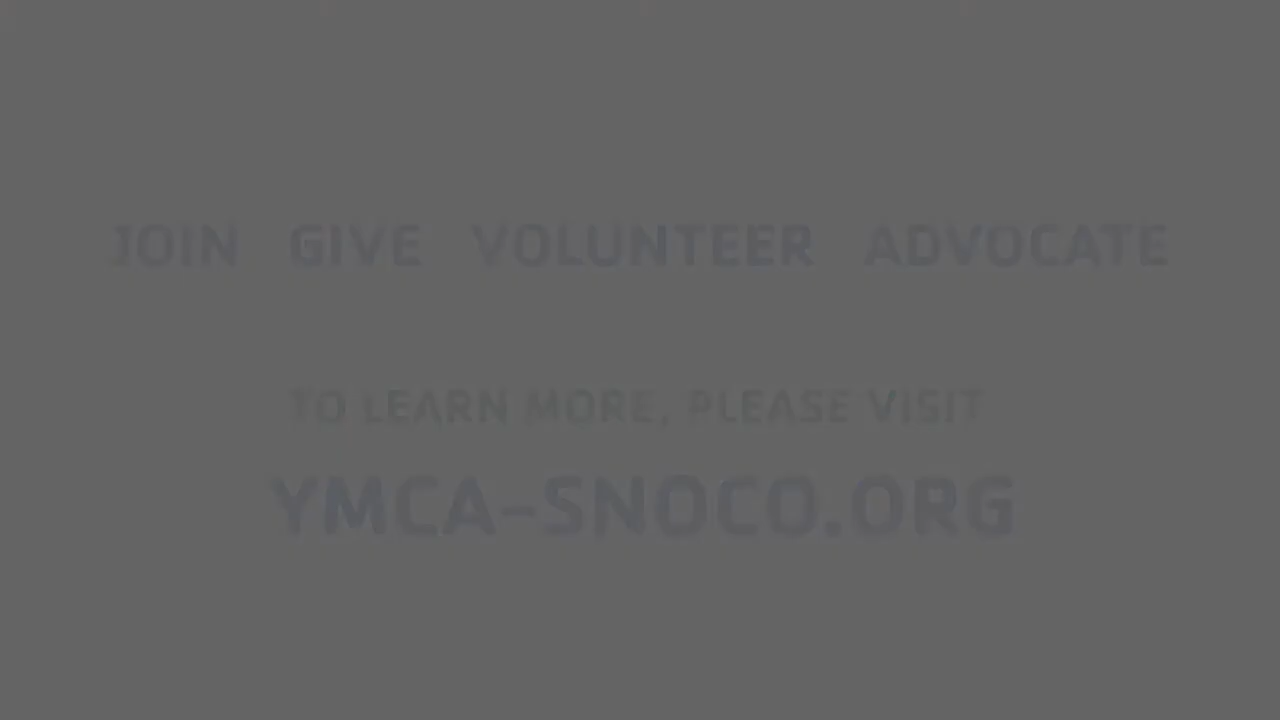 JOIN GIVE VOLUNTEER ADVOCATE
TO LEARN MORE, PLEASE VISIT
YMCA-SNOCO.ORG